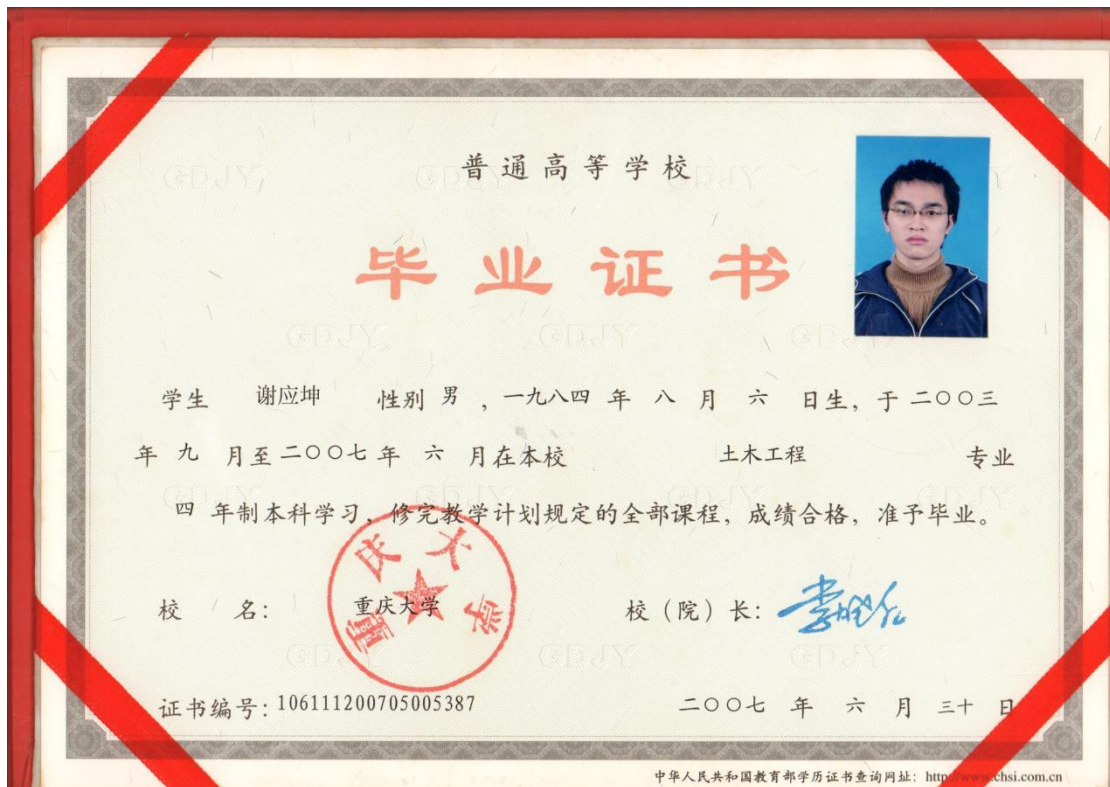 普通高等学校
毕业证书
学生 谢应坤 性别 男 ，一九八四 年 八 月 六 日生，于 二〇〇三
年 九 月至 二〇〇七 年 六 月在本校 土木工程 专业
四 年制本科学习、修完教学计划规定的全部课程，成绩合格，准予毕业。
校 名： 重庆大学 校（院）长：
重庆大学
证书编号：106111200705005387 二〇〇七 年 六 月 三十 日
中华人民共和国教育部学历证书查询网址：http://www.chsi.com.cn